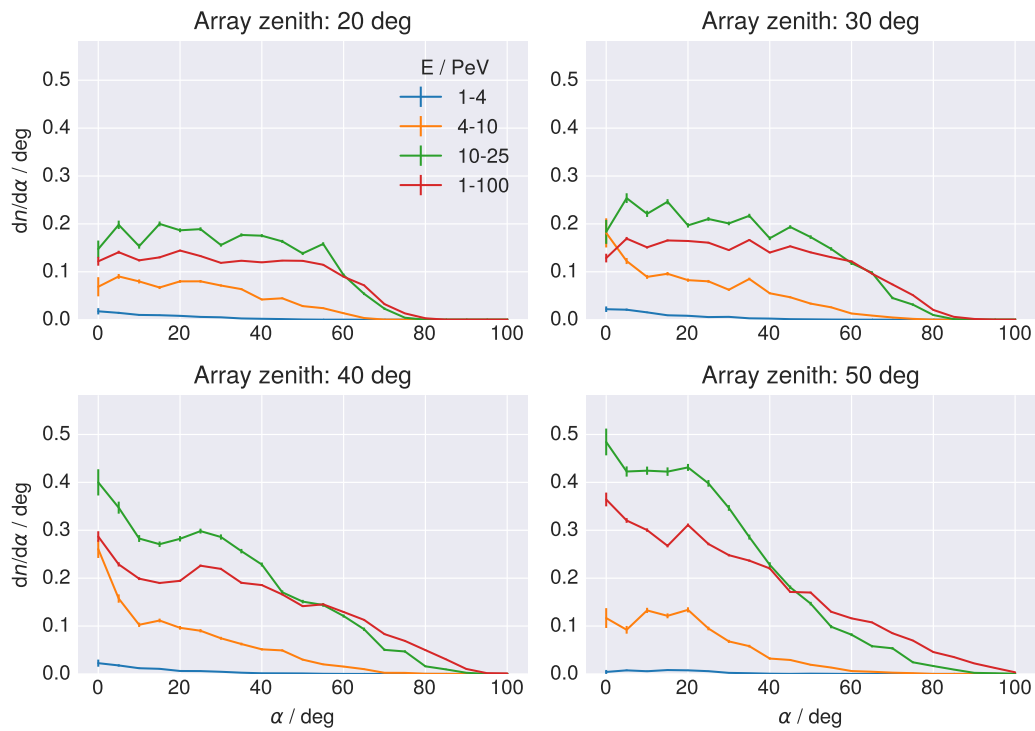 Array zenith: 20 deg
Array zenith: 30 deg
E / PeV
1-4
4-10
10-25
1-100
dn/dα / deg
0.5
0.4
0.3
0.2
0.1
0.0
0 20 40 60 80 100
0.5
0.4
0.3
0.2
0.1
0.0
0 20 40 60 80 100
Array zenith: 40 deg
Array zenith: 50 deg
dn/dα / deg
0.5
0.4
0.3
0.2
0.1
0.0
0 20 40 60 80 100
α / deg
0.5
0.4
0.3
0.2
0.1
0.0
0 20 40 60 80 100
α / deg